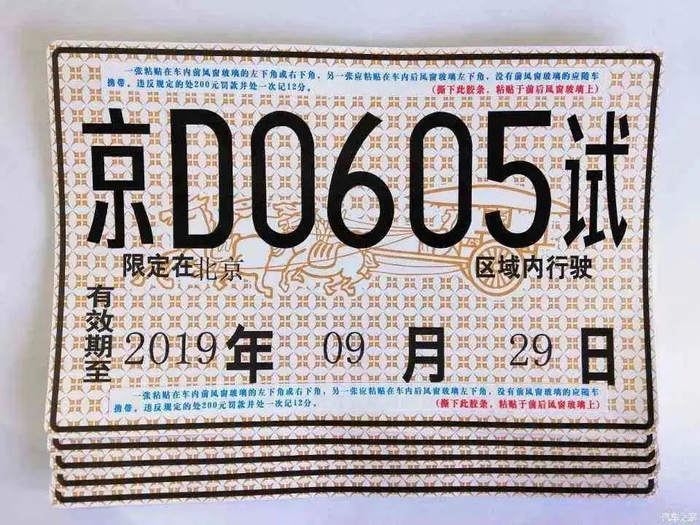 一张粘贴在车内前风窗玻璃的左下角或右下角，另一张应粘贴在车内后风窗玻璃左下角，没有前风窗玻璃的应随车
携带。违反规定的处200元罚款并处一次记12分。 （撕下此胶条，粘贴于前后风窗玻璃上）
京D0605试
限定在北京 区域内行驶
有效期至 2019年 09 月 29 日
一张粘贴在车内前风窗玻璃的左下角或右下角，另一张应粘贴在车内后风窗玻璃左下角，没有前风窗玻璃的应随车
携带。违反规定的处200元罚款并处一次记12分。 （撕下此胶条，粘贴于前后风窗玻璃上）
汽车之家